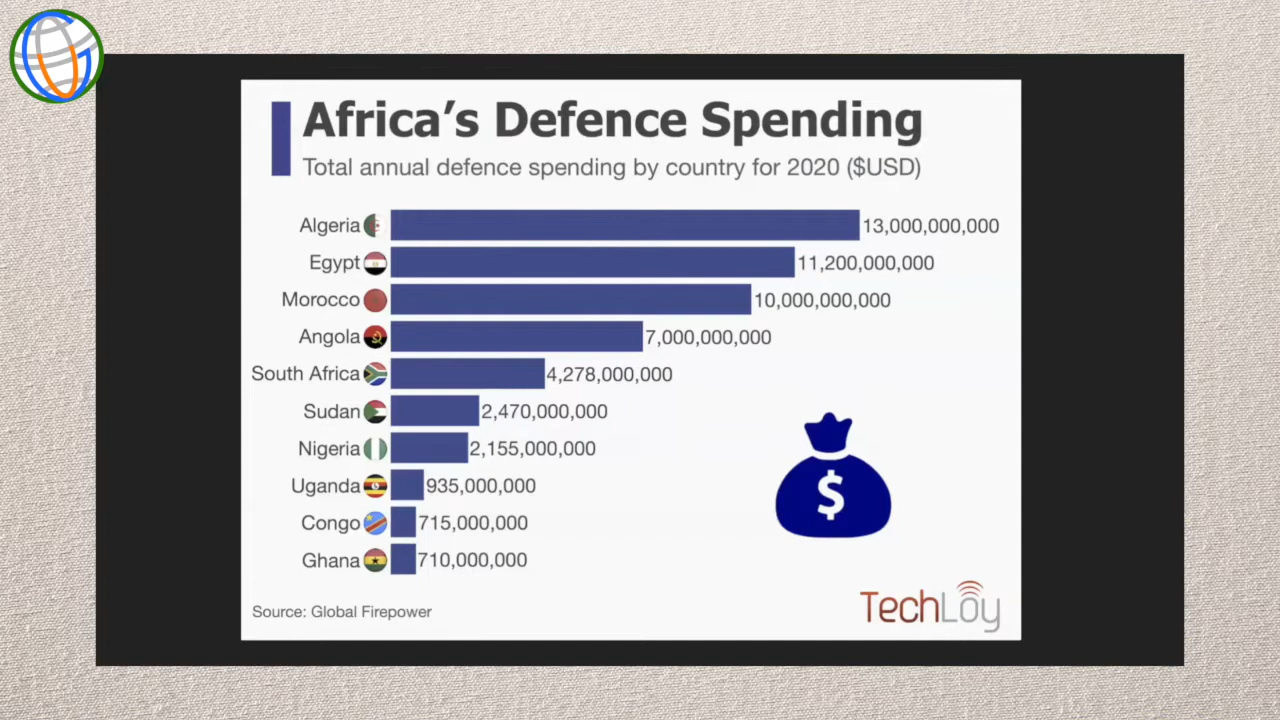 Africa's Defence Spending
Total annual defence spending by country for 2020 ($USD)
Algeria 13,000,000,000
Egypt 11,200,000,000
Morocco 10,000,000,000
Angola 7,000,000,000
South Africa 4,278,000,000
Sudan 2,470,000,000
Nigeria 2,155,000,000
Uganda 935,000,000
Congo 715,000,000
Ghana 710,000,000
$
Source: Global Firepower
TechLoy